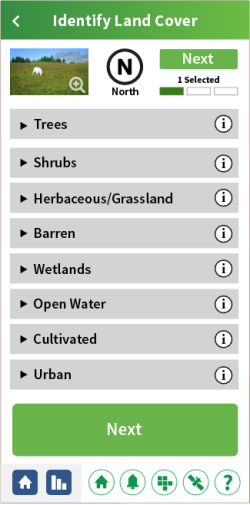 Identify Land Cover
N
North
Next
1 Selected
Trees
Shrubs
Herbaceous/Grassland
Barren
Wetlands
Open Water
Cultivated
Urban
Next